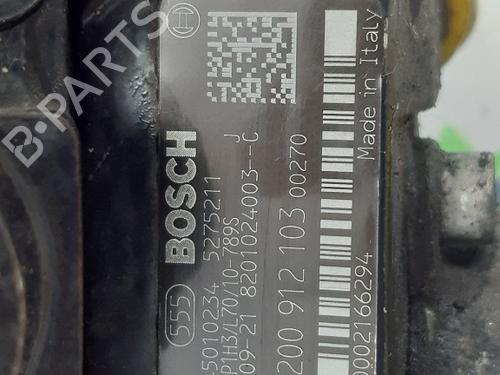 B-PARTS
555 BOSCH
5010234 5275211
P1H3/L70/10-789S J
09-21 8201024003--C
200 912 103 00270
0002166294
Made in Italy